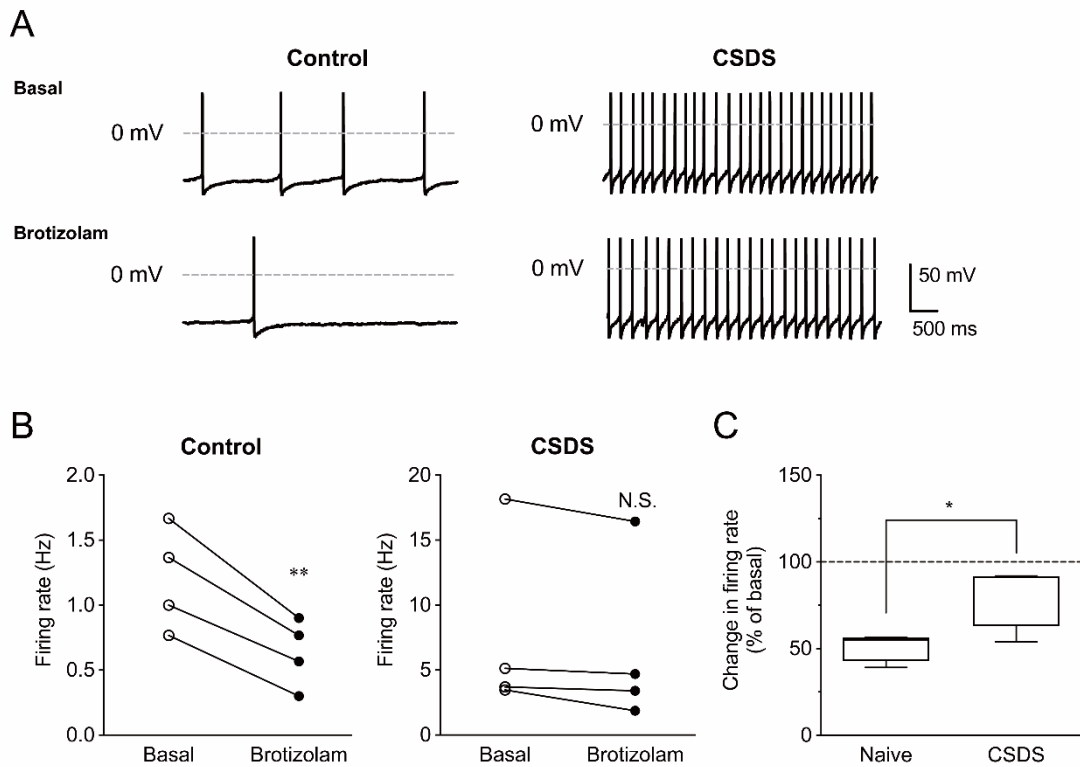 A
Control
CSDS
Basal
0 mV
0 mV
Brotizolam
0 mV
0 mV
50 mV
500 ms
B
Control
CSDS
C
2.0
1.5
1.0
0.5
0.0
Firing rate (Hz)
**
Basal
Brotizolam
20
15
10
5
0
Firing rate (Hz)
N.S.
Basal
Brotizolam
150
100
50
0
Change in firing rate
(% of basal)
*
Naive
CSDS